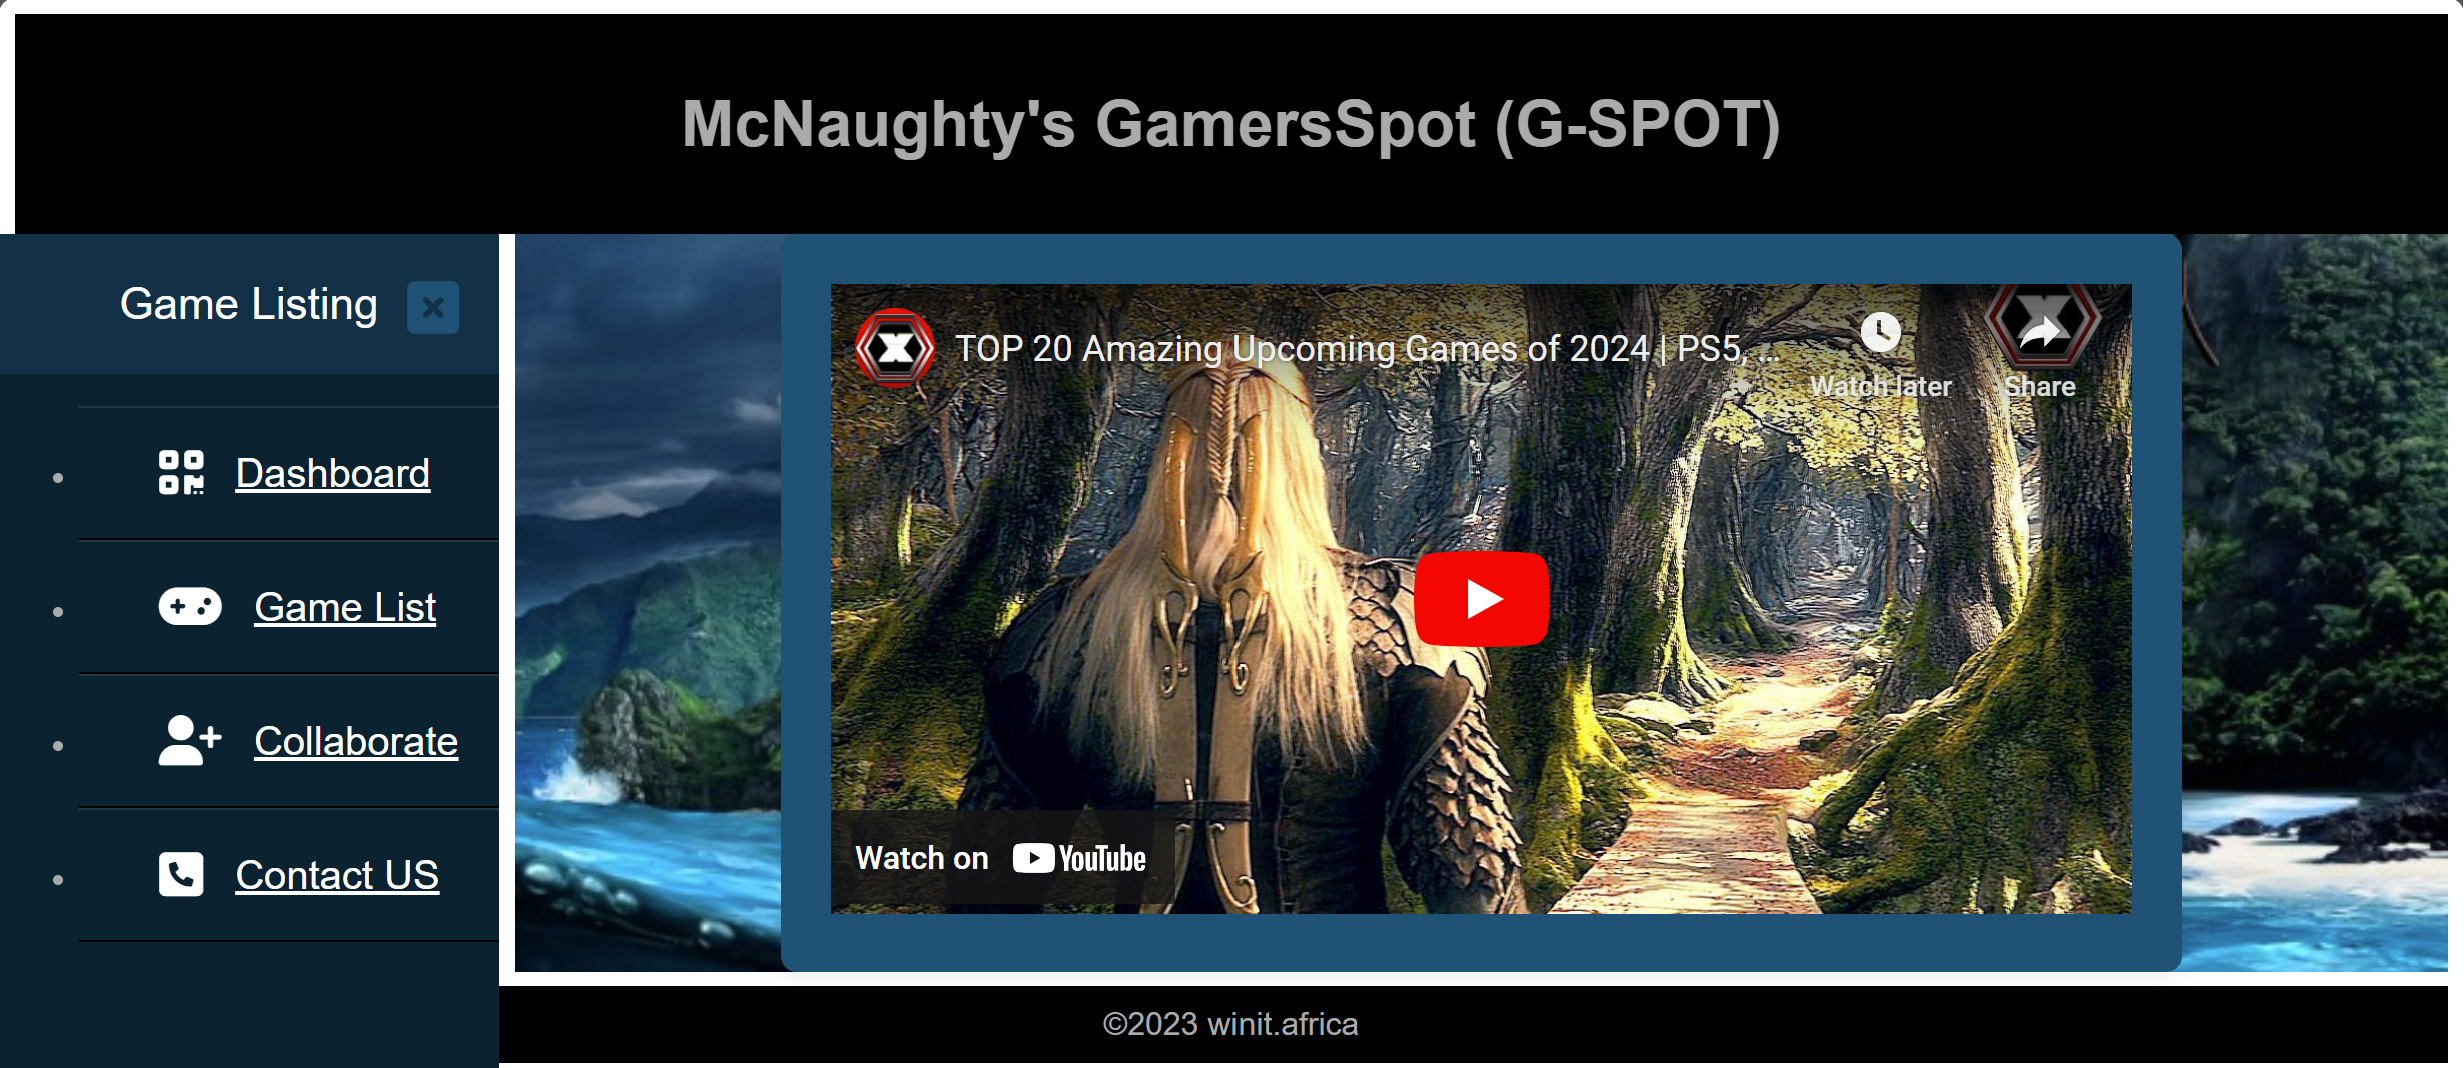 McNaughty's GamersSpot (G-SPOT)
Game Listing
Dashboard
Game List
Collaborate
Contact US
TOP 20 Amazing Upcoming Games of 2024 | PS5, ...
Watch later
Share
Watch on YouTube
©2023 winit.africa